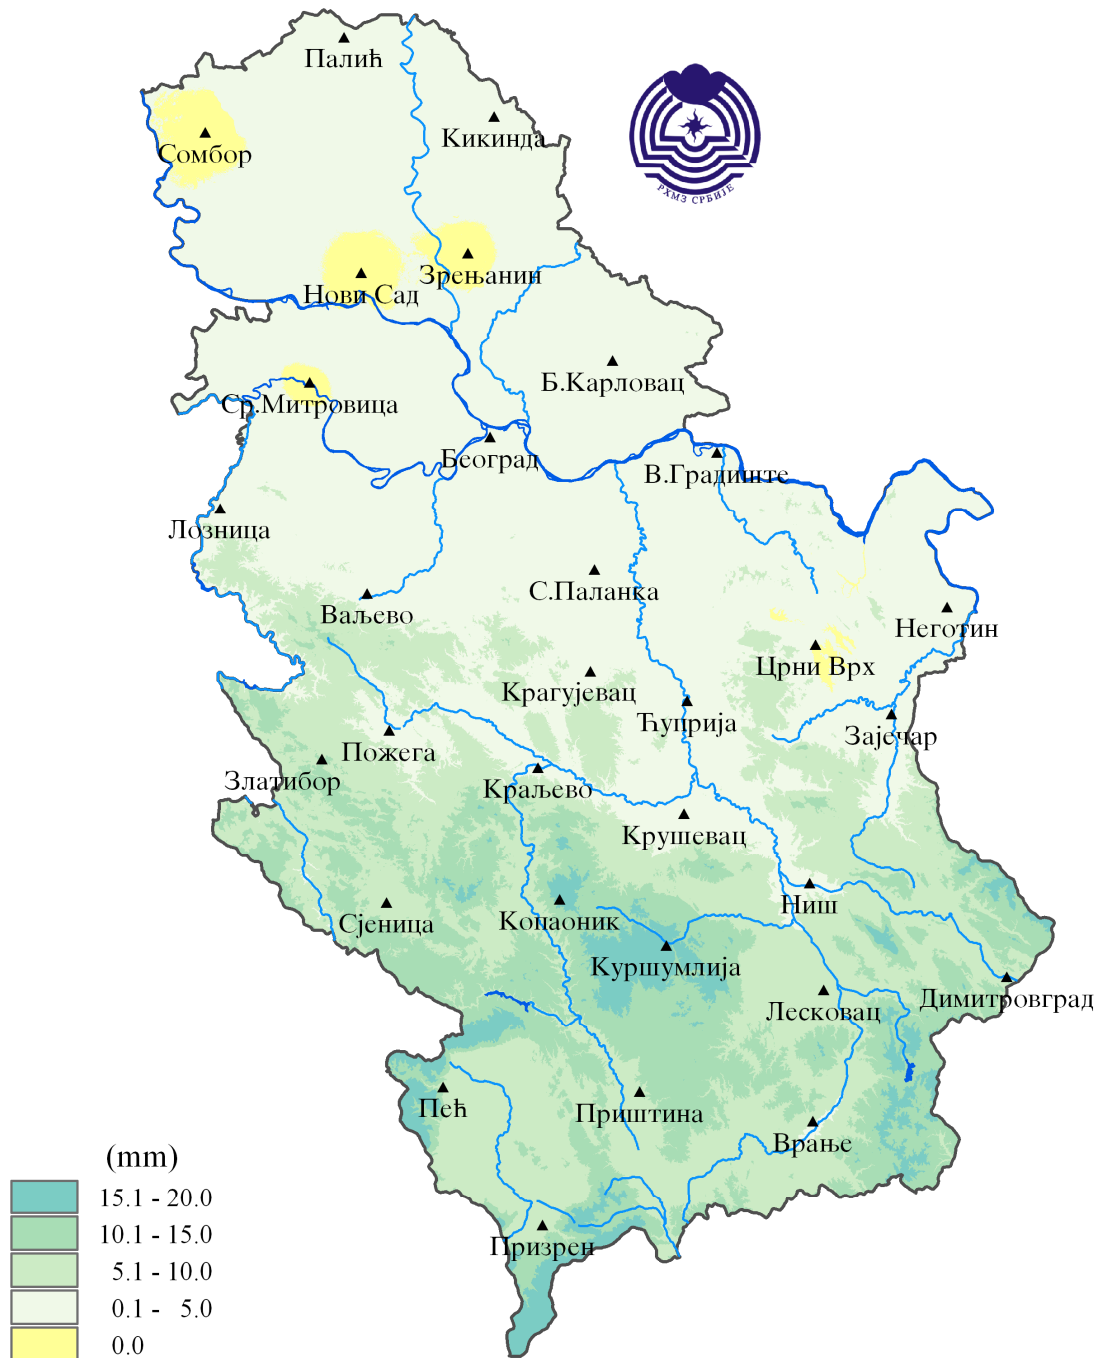 Палић
Кикинда
Сомбор
РХМЗ СРБИЈЕ
Зрењанин
Нови Сад
Б.Карловац
Ср.Митровица
Београд
В.Градиште
Лозница
С.Паланка
Ваљево
Неготин
Црни Врх
Крагујевац
Ћуприја
Зајечар
Пожега
Златибор
Краљево
Крушевац
Ниш
Сјеница
Копаоник
Куршумлија
Димитровград
Лесковац
Пећ
Приштина
Врање
Призрен
(mm)
15.1 - 20.0
10.1 - 15.0
5.1 - 10.0
0.1 - 5.0
0.0